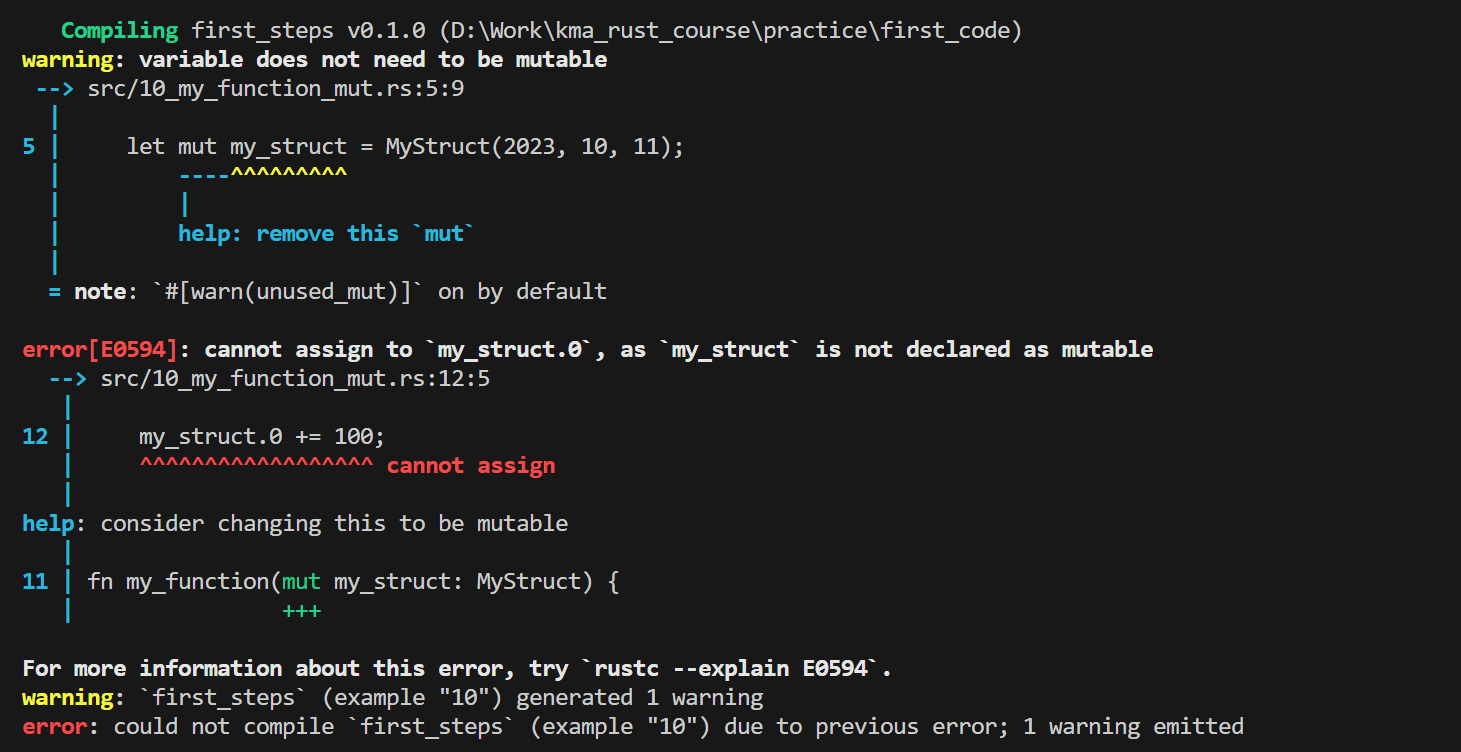 Compiling first_steps v0.1.0 (D:\Work\kma_rust_course\practice\first_code)
warning: variable does not need to be mutable
 --> src/10_my_function_mut.rs:5:9
  |
5 |     let mut my_struct = MyStruct(2023, 10, 11);
  |         ----^^^^^^^^^
  |         |
  |         help: remove this `mut`
  |
  = note: `#[warn(unused_mut)]` on by default

error[E0594]: cannot assign to `my_struct.0`, as `my_struct` is not declared as mutable
  --> src/10_my_function_mut.rs:12:5
   |
12 |     my_struct.0 += 100;
   |     ^^^^^^^^^^^^^^^^^^ cannot assign
   |
help: consider changing this to be mutable
   |
11 | fn my_function(mut my_struct: MyStruct) {
   |                +++

For more information about this error, try `rustc --explain E0594`.
warning: `first_steps` (example "10") generated 1 warning
error: could not compile `first_steps` (example "10") due to previous error; 1 warning emitted